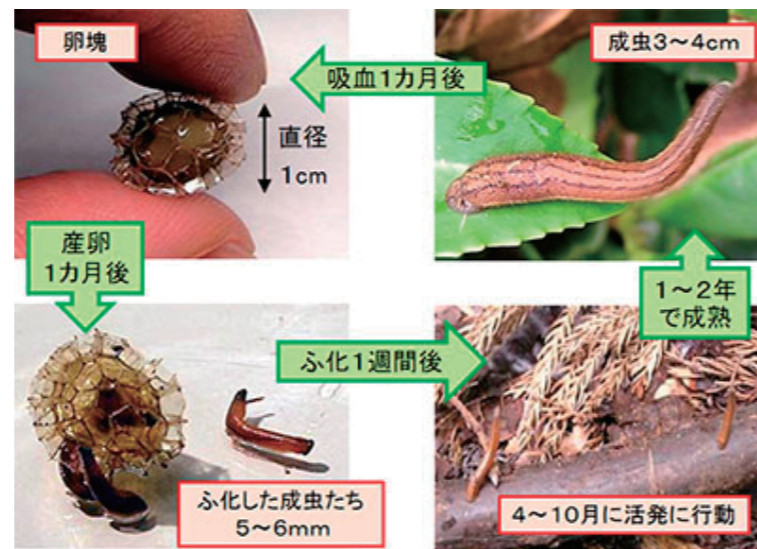 卵塊
直径
1cm
吸血1カ月後
成虫3～4cm
産卵
1カ月後
ふ化した成虫たち
5～6mm
ふ化1週間後
4～10月に活発に行動
1～2年
で成熟